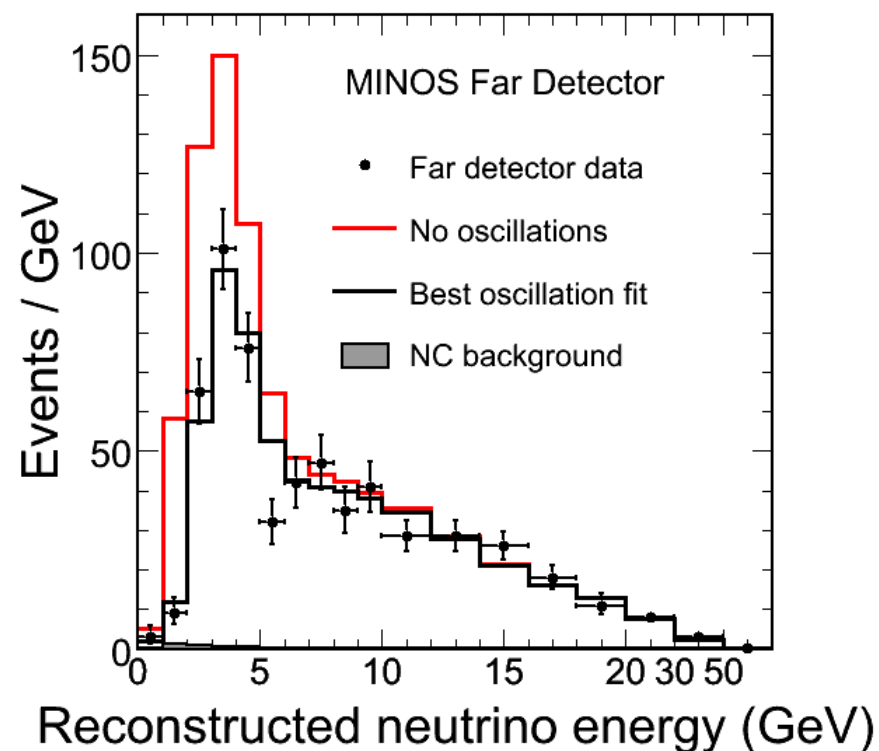 150
MINOS Far Detector
Far detector data
No oscillations
100
Best oscillation fit
NC background
50
0
0 5 10 15 20 30 50
Events / GeV
Reconstructed neutrino energy (GeV)